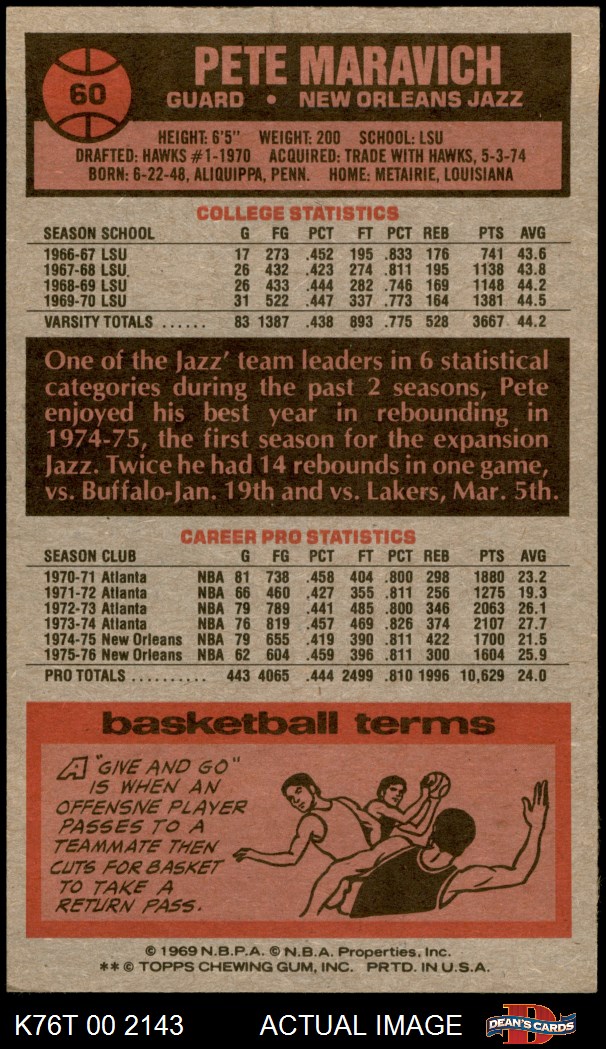 60
PETE MARAVICH
GUARD • NEW ORLEANS JAZZ
HEIGHT: 6'5" WEIGHT: 200 SCHOOL: LSU
DRAFTED: HAWKS #1-1970 ACQUIRED: TRADE WITH HAWKS, 5-3-74
BORN: 6-22-48, ALIQUIPPA, PENN. HOME: METAIRIE, LOUISIANA
COLLEGE STATISTICS
SEASON SCHOOL G FG PCT FT PCT REB PTS AVG
1966-67 LSU 17 273 .452 195 .833 176 741 43.6
1967-68 LSU. 26 432 .423 274 .811 195 1138 43.8
1968-69 LSU 26 433 .444 282 .746 169 1148 44.2
1969-70 LSU 31 522 .447 337 .773 164 1381 44.5
VARSITY TOTALS ...... 83 1387 .438 893 .775 528 3667 44.2
One of the Jazz' team leaders in 6 statistical
categories during the past 2 seasons, Pete
enjoyed his best year in rebounding in
1974-75, the first season for the expansion
Jazz. Twice he had 14 rebounds in one game,
vs. Buffalo-Jan. 19th and vs. Lakers, Mar. 5th.
CAREER PRO STATISTICS
SEASON CLUB G FG PCT FT PCT REB PTS AVG
1970-71 Atlanta NBA 81 738 .458 404 .800 298 1880 23.2
1971-72 Atlanta NBA 66 460 .427 355 .811 256 1275 19.3
1972-73 Atlanta NBA 79 789 .441 485 .800 346 2063 26.1
1973-74 Atlanta NBA 76 819 .457 469 .826 374 2107 27.7
1974-75 New Orleans NBA 79 655 .419 390 .811 422 1700 21.5
1975-76 New Orleans NBA 62 604 .459 396 .811 300 1604 25.9
PRO TOTALS .......... 443 4065 .444 2499 .810 1996 10,629 24.0
basketball terms
A "GIVE AND GO"
IS WHEN AN
OFFENSNE PLAYER
PASSES TO A
TEAMMATE THEN
CUTS FOR BASKET
TO TAKE A
RETURN PASS.
© 1969 N.B.P.A. © N.B.A. Properties, Inc.
** © TOPPS CHEWING GUM, INC. PRTD. IN U.S.A.
K76T 00 2143 ACTUAL IMAGE
D
DEAN'S CARDS